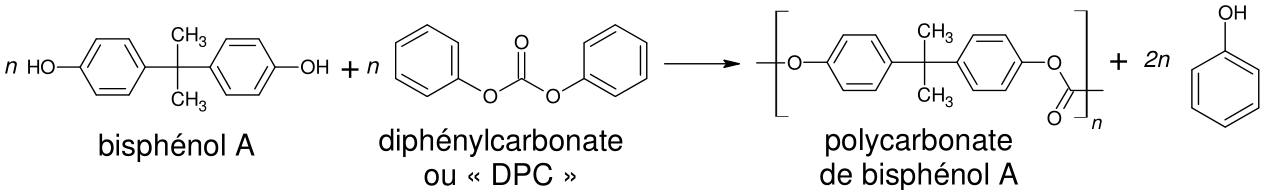 n HO CH3 CH3 OH + n O O O O CH3 CH3 O O n + 2n OH
bisphénol A
diphénylcarbonate
ou « DPC »
polycarbonate
de bisphénol A